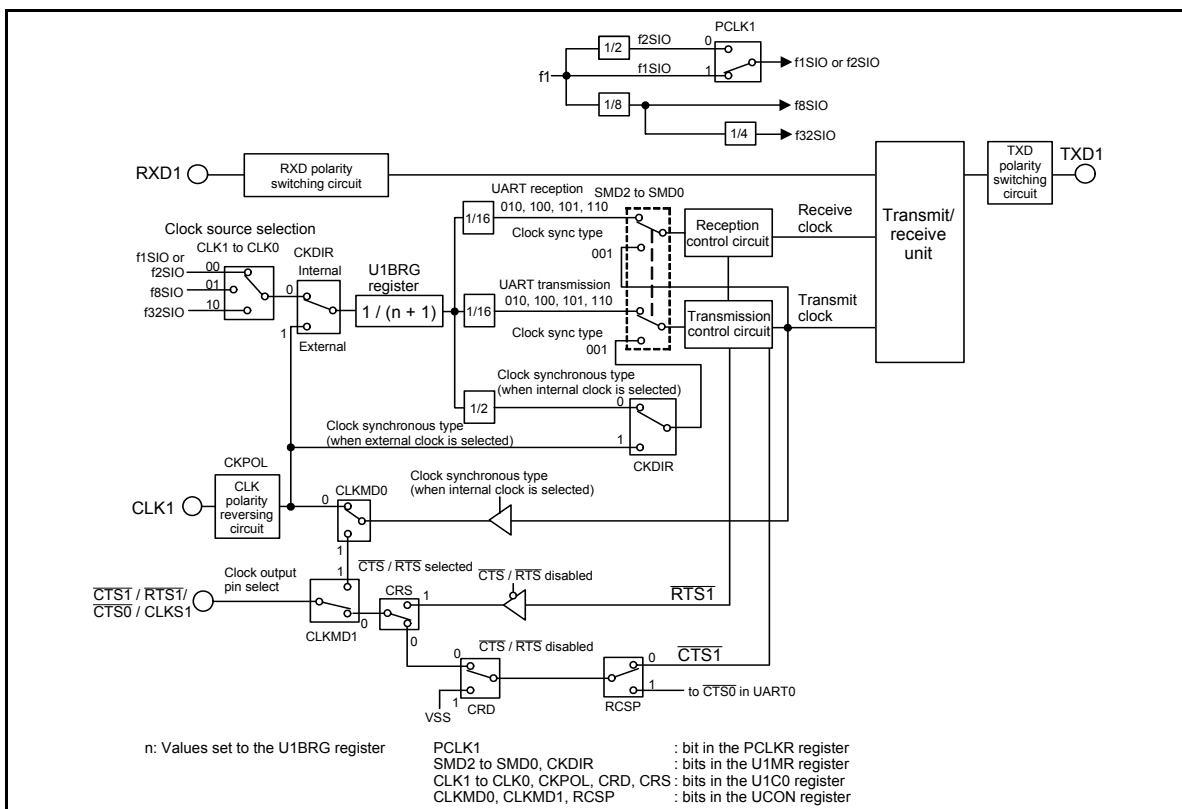 PCLK1
f2SIO
0
1/2
f1SIO or f2SIO
f1SIO
1
f1
1/8
f8SIO
1/4
f32SIO
RXD1
RXD polarity
switching circuit
TXD
polarity
switching
circuit
TXD1
UART reception
010, 100, 101, 110
SMD2 to SMD0
1/16
Clock sync type
001
Reception
control circuit
Receive
clock
Transmit/
receive
unit
Clock source selection
CLK1 to CLK0
f1SIO or
f2SIO
00
f8SIO
01
f32SIO
10
CKDIR
Internal
0
1
External
U1BRG
register
1 / (n + 1)
UART transmission
010, 100, 101, 110
1/16
Clock sync type
001
Transmission
control circuit
Transmit
clock
Clock synchronous type
(when internal clock is selected)
1/2
0
1
CKDIR
Clock synchronous type
(when external clock is selected)
CKPOL
CLK1
CLK
polarity
reversing
circuit
0
CLKMD0
1
Clock synchronous type
(when internal clock is selected)
CTS1 / RTS1/
CTS0 / CLKS1
Clock output
pin select
1
CLKMD1
0
CTS / RTS selected
CRS
1
0
CTS / RTS disabled
RTS1
CTS / RTS disabled
0
1
VSS
CRD
0
CTS1
1
to CTS0 in UART0
RCSP
n: Values set to the U1BRG register
PCLK1 : bit in the PCLKR register
SMD2 to SMD0, CKDIR : bits in the U1MR register
CLK1 to CLK0, CKPOL, CRD, CRS : bits in the U1C0 register
CLKMD0, CLKMD1, RCSP : bits in the UCON register